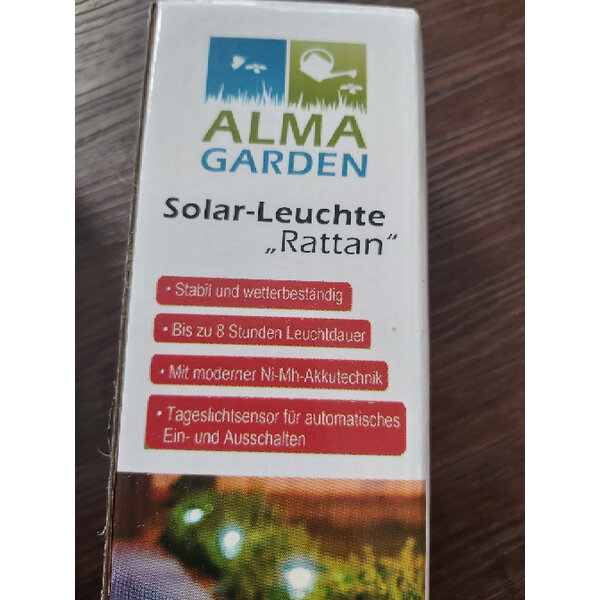 ALMA
GARDEN
Solar-Leuchte
„Rattan“
• Stabil und wetterbeständig
• Bis zu 8 Stunden Leuchtdauer
• Mit moderner Ni-Mh-Akkutechnik
• Tageslichtsensor für automatisches
Ein- und Ausschalten